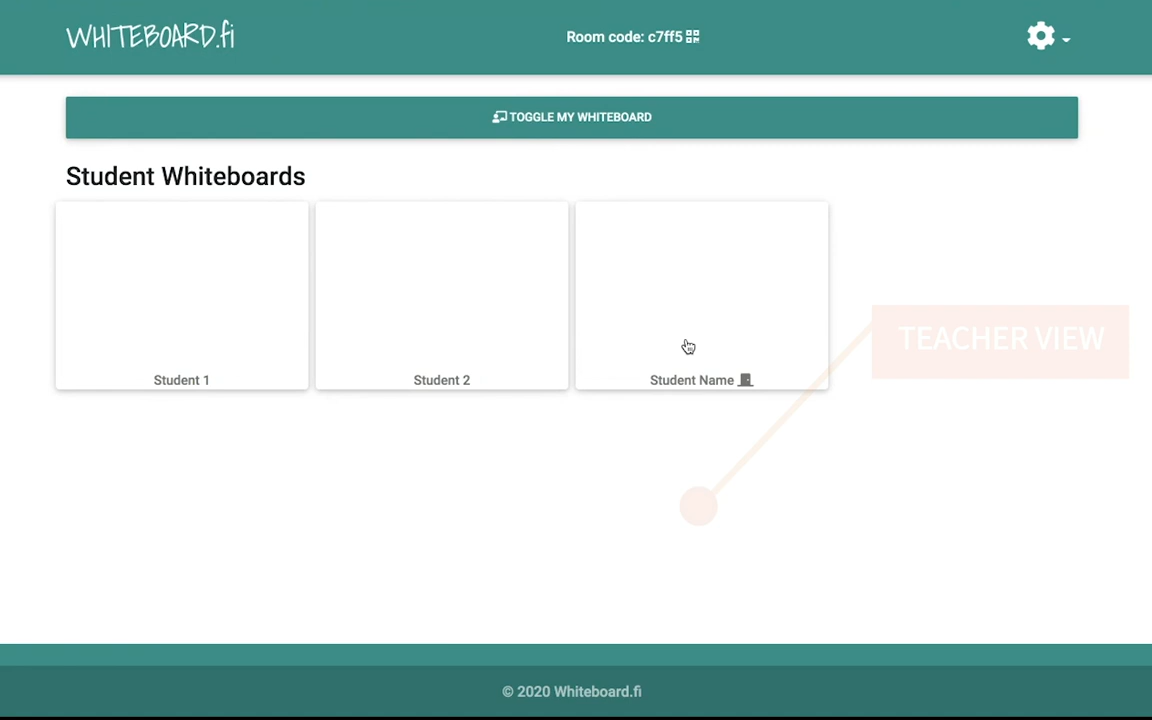 WHITEBOARD.fi
Room code: c7ff5
TOGGLE MY WHITEBOARD
Student Whiteboards
Student 1
Student 2
Student Name
TEACHER VIEW
© 2020 Whiteboard.fi